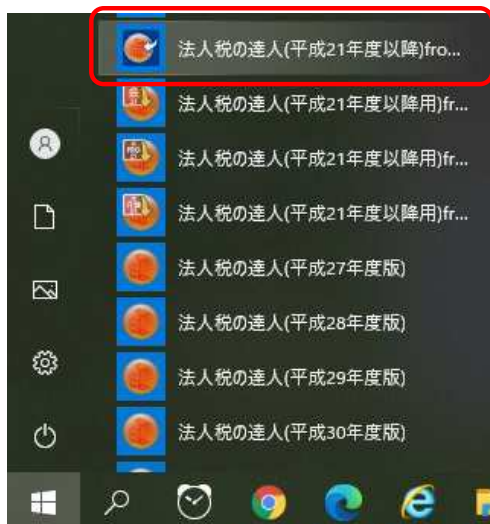 法人税の達人(平成21年度以降)fro...
法人税の達人(平成21年度以降用)fr...
法人税の達人(平成21年度以降用)fr...
法人税の達人(平成21年度以降用)fr...
法人税の達人(平成27年度版)
法人税の達人(平成28年度版)
法人税の達人(平成29年度版)
法人税の達人(平成30年度版)